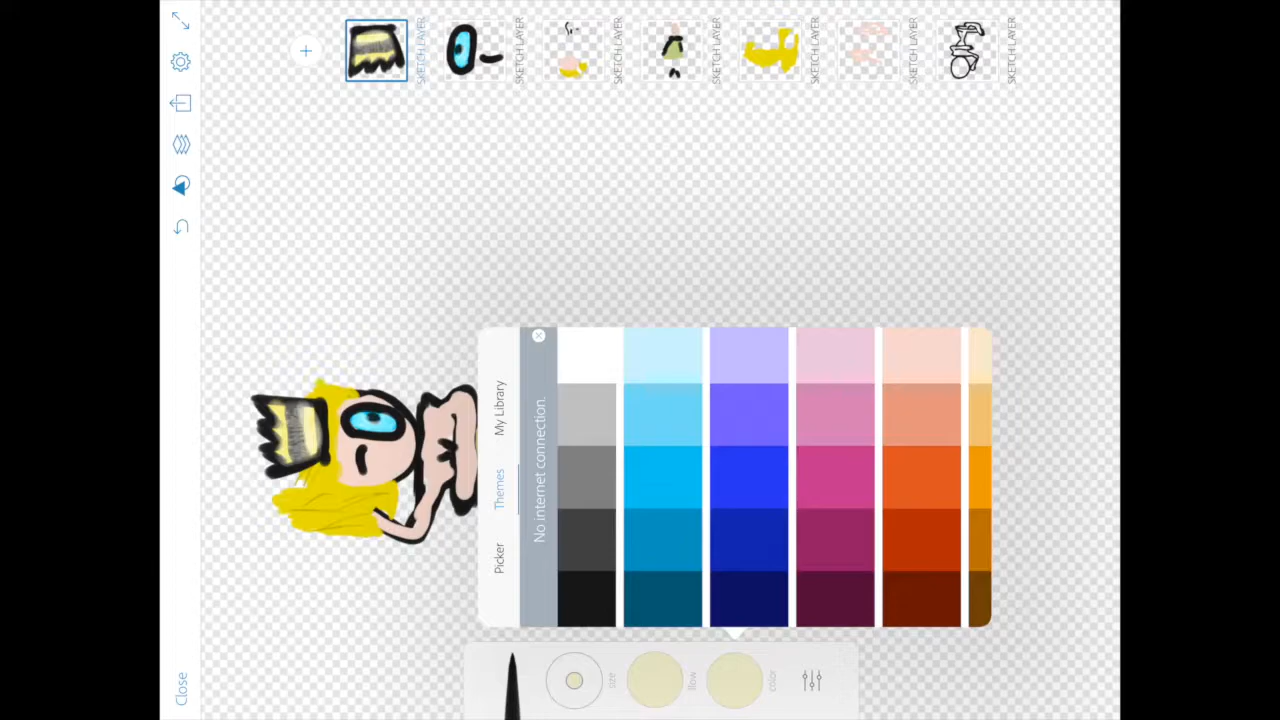 Close
SKETCH LAYER
SKETCH LAYER
SKETCH LAYER
SKETCH LAYER
SKETCH LAYER
SKETCH LAYER
SKETCH LAYER
Picker
Themes
My Library
No internet connection.
size
flow
color